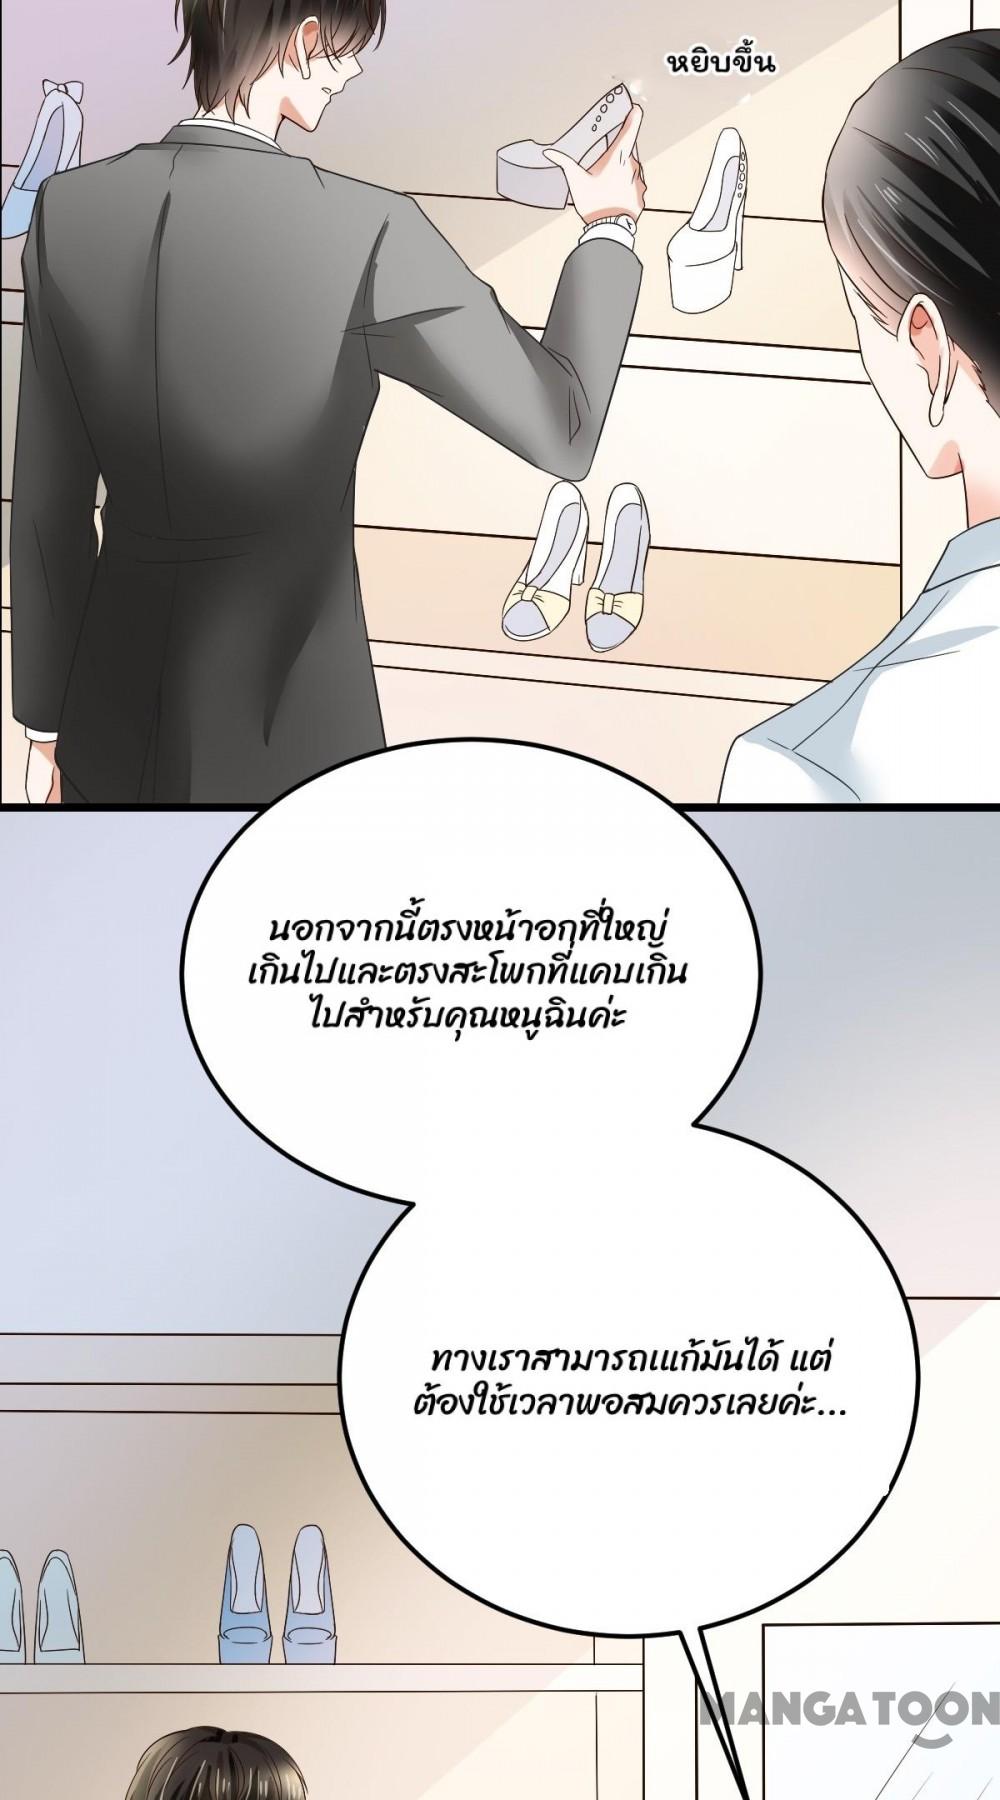 หยิบขึ้น
นอกจากนี้ตรงหน้าอกที่ใหญ่
เกินไปและตรงสะโพกที่แคบเกิน
ไปสำหรับคุณหนูฉินค่ะ
ทางเราสามารถแก้มันได้ แต่
ต้องใช้เวลาพอสมควรเลยค่ะ...
MANGATOON